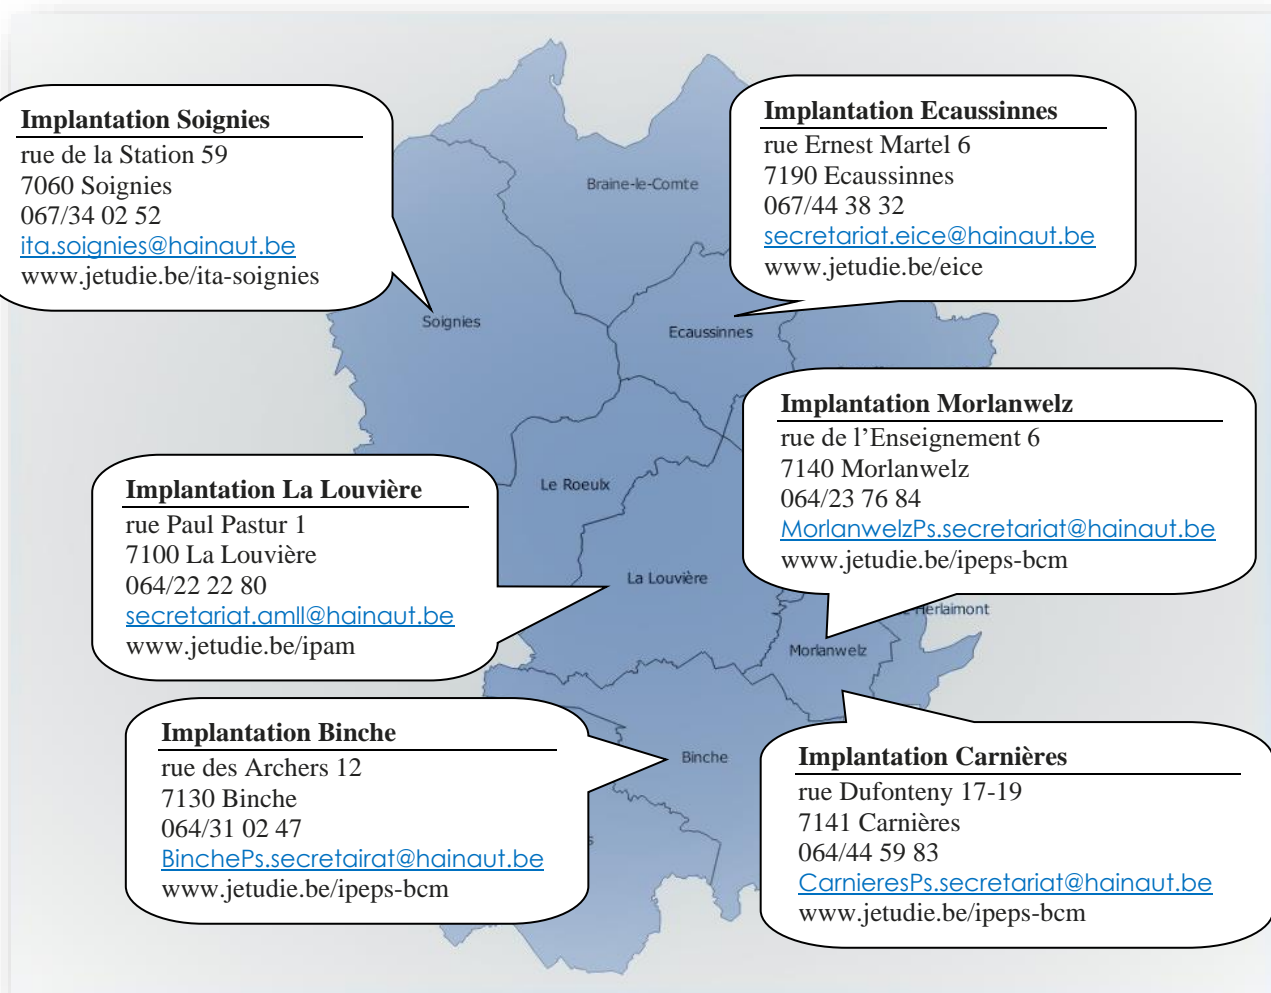 Implantation Soignies
rue de la Station 59
7060 Soignies
067/34 02 52
ita.soignies@hainaut.be
www.jetudie.be/ita-soignies
Implantation Ecaussinnes
rue Ernest Martel 6
7190 Ecaussinnes
067/44 38 32
secretariat.eice@hainaut.be
www.jetudie.be/eice
Braine-le-Comte
Soignies
Ecaussinnes
Implantation Morlanwelz
rue de l’Enseignement 6
7140 Morlanwelz
064/23 76 84
MorlanwelzPs.secretariat@hainaut.be
www.jetudie.be/ipeps-bcm
Implantation La Louvière
rue Paul Pastur 1
7100 La Louvière
064/22 22 80
secretariat.amll@hainaut.be
www.jetudie.be/ipam
Le Roeulx
La Louvière
Herlaimont
Morlanwelz
Implantation Binche
rue des Archers 12
7130 Binche
064/31 02 47
BinchePs.secretairat@hainaut.be
www.jetudie.be/ipeps-bcm
Binche
Implantation Carnières
rue Dufonteny 17-19
7141 Carnières
064/44 59 83
CarnieresPs.secretariat@hainaut.be
www.jetudie.be/ipeps-bcm